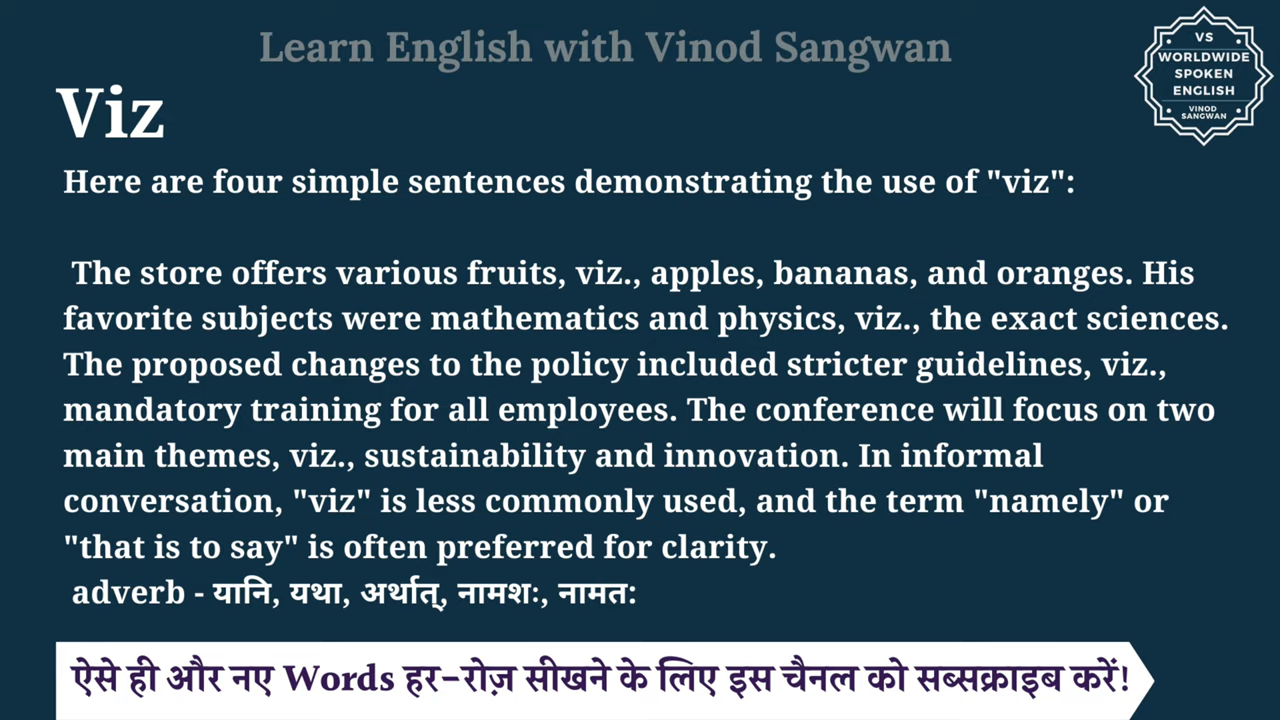 Learn English with Vinod Sangwan
VS
WORLDWIDE
SPOKEN
ENGLISH
VINOD
SANGWAN
Viz
Here are four simple sentences demonstrating the use of "viz":
The store offers various fruits, viz., apples, bananas, and oranges. His
favorite subjects were mathematics and physics, viz., the exact sciences.
The proposed changes to the policy included stricter guidelines, viz.,
mandatory training for all employees. The conference will focus on two
main themes, viz., sustainability and innovation. In informal
conversation, "viz" is less commonly used, and the term "namely" or
"that is to say" is often preferred for clarity.
adverb - यानि, यथा, अर्थात्, नामशः, नामतः
ऐसे ही और नए Words हर-रोज़ सीखने के लिए इस चैनल को सब्सक्राइब करें!